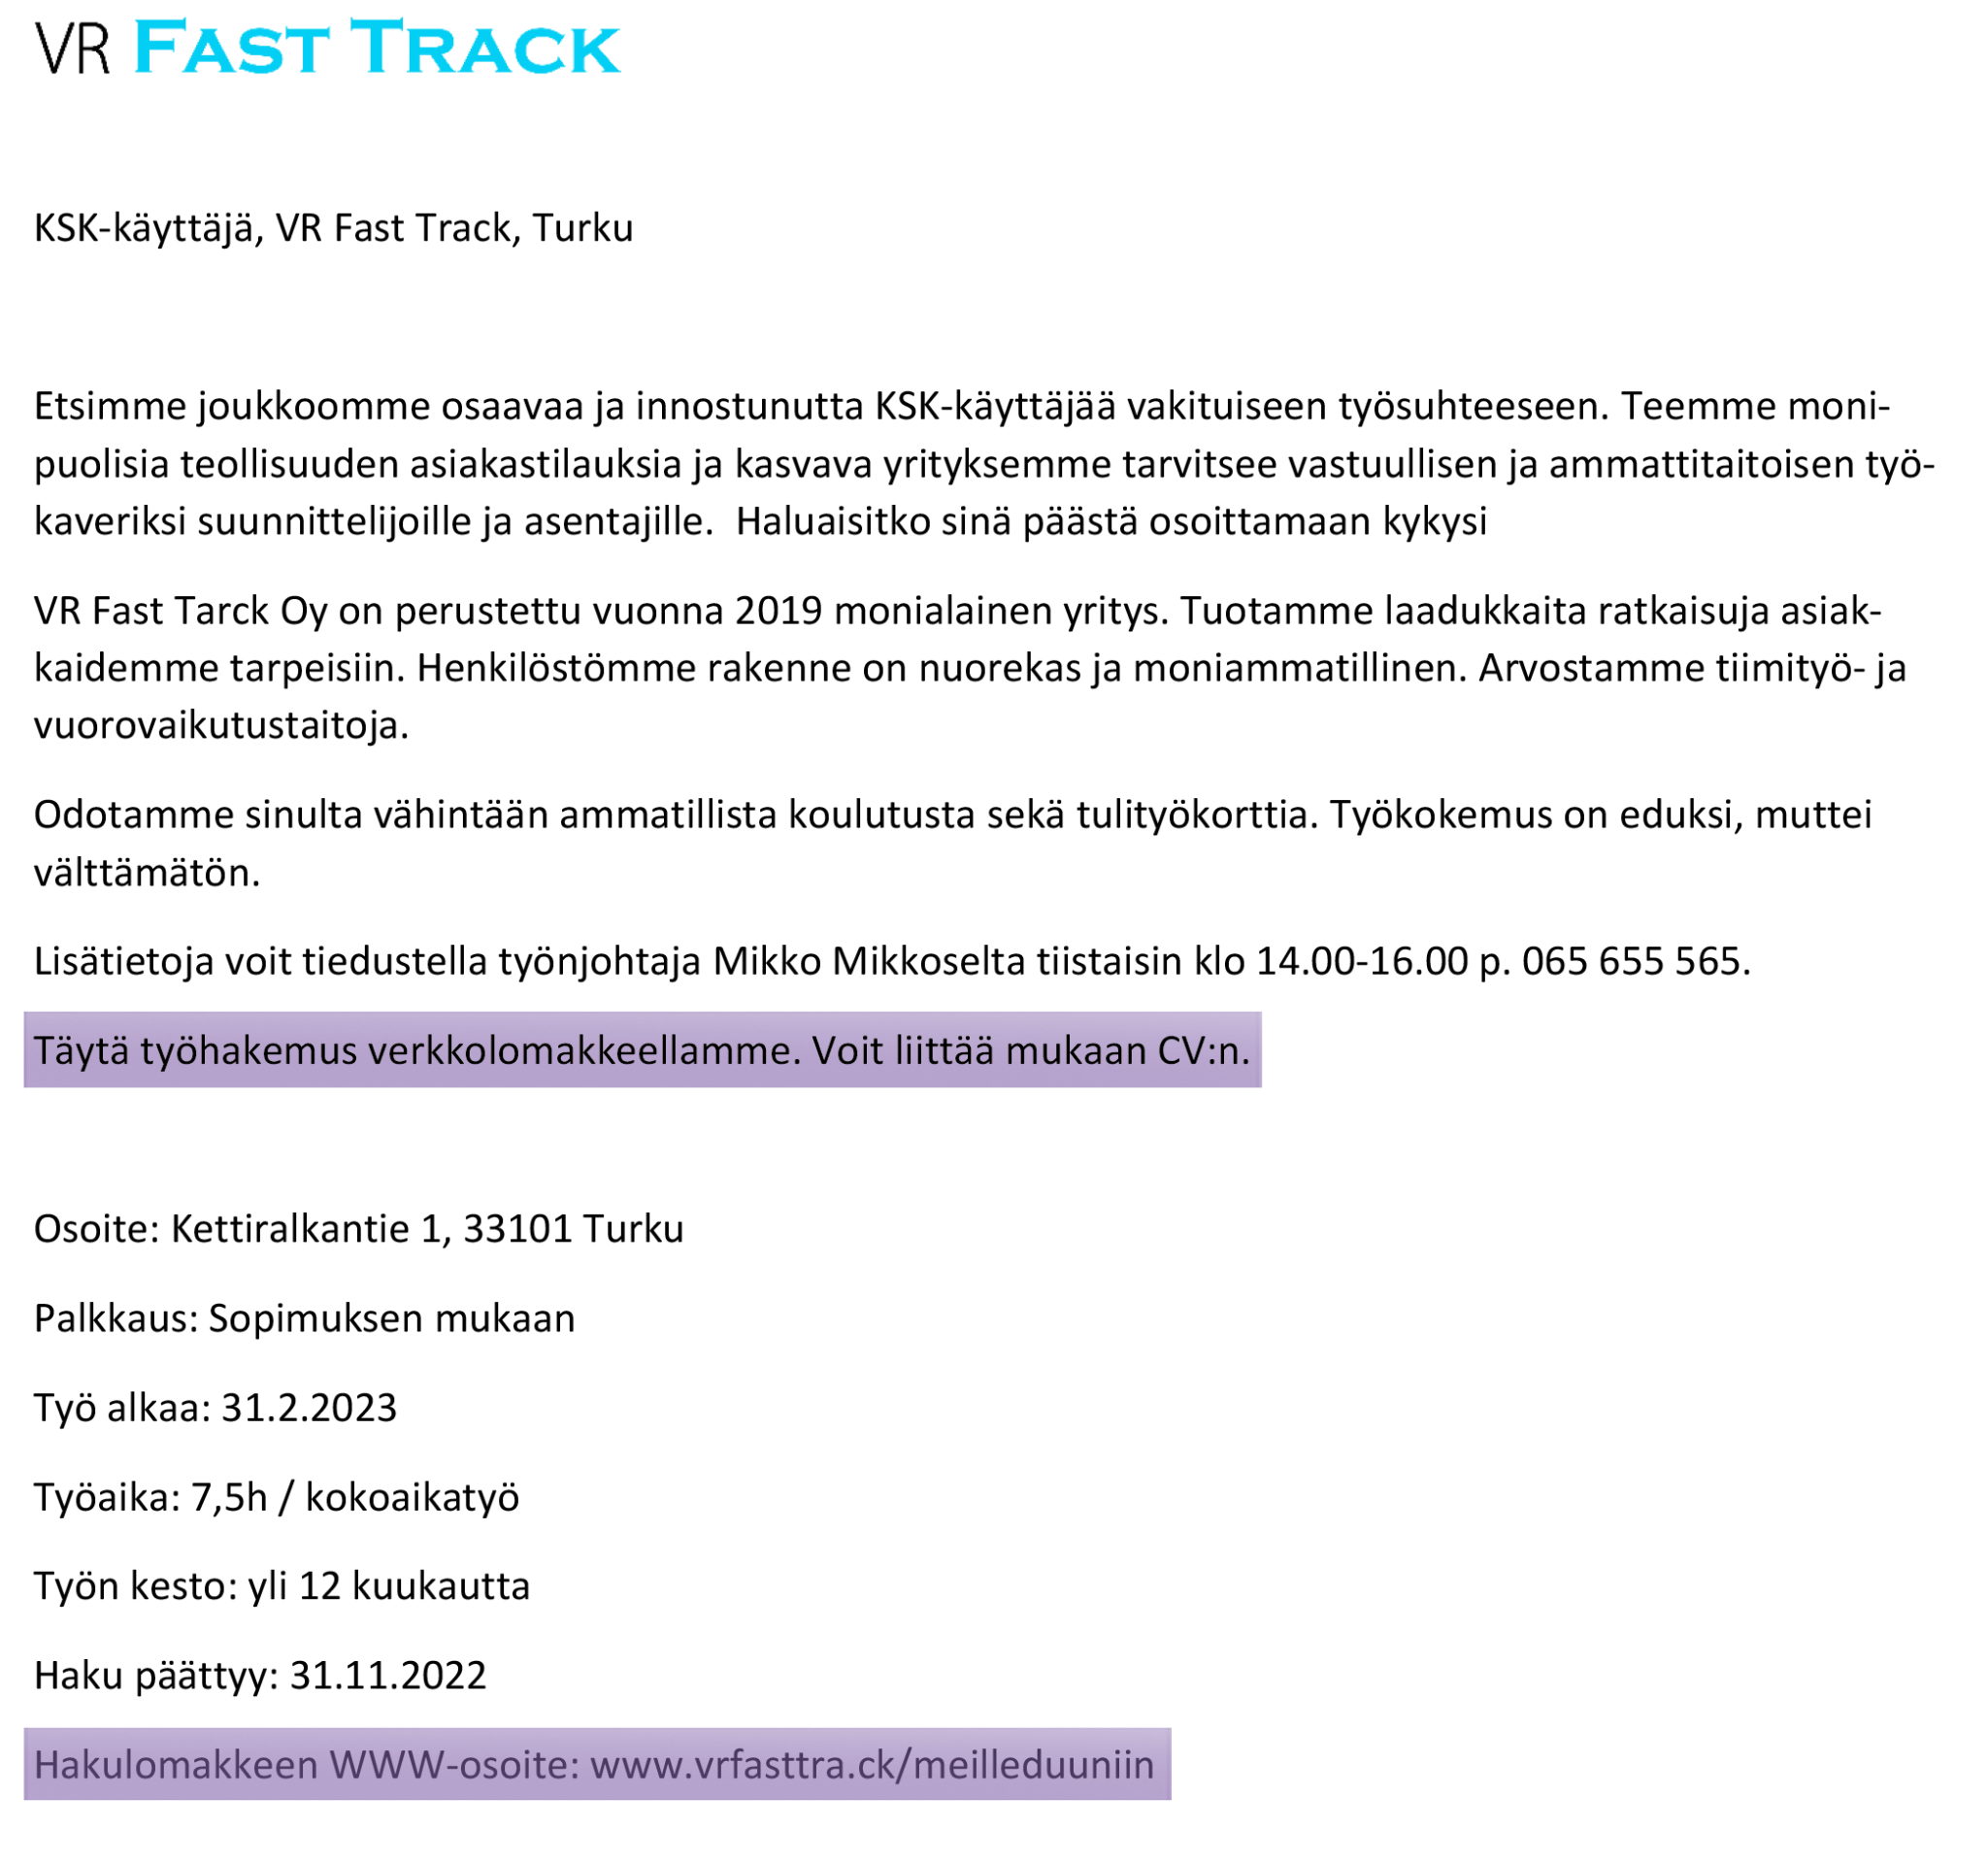 VR FAST TRACK
KSK-käyttäjä, VR Fast Track, Turku
Etsimme joukkoomme osaavaa ja innostunutta KSK-käyttäjää vakituiseen työsuhteeseen. Teemme moni-
puolisia teollisuuden asiakastilauksia ja kasvava yrityksemme tarvitsee vastuullisen ja ammattitaitoisen työ-
kaveriksi suunnittelijoille ja asentajille.  Haluaisitko sinä päästä osoittamaan kykysi
VR Fast Tarck Oy on perustettu vuonna 2019 monialainen yritys. Tuotamme laadukkaita ratkaisuja asiak-
kaidemme tarpeisiin. Henkilöstömme rakenne on nuorekas ja moniammatillinen. Arvostamme tiimityö- ja
vuorovaikutustaitoja.
Odotamme sinulta vähintään ammatillista koulutusta sekä tulityökorttia. Työkokemus on eduksi, muttei
välttämätön.
Lisätietoja voit tiedustella työnjohtaja Mikko Mikkoselta tiistaisin klo 14.00-16.00 p. 065 655 565.
Täytä työhakemus verkkolomakkeellamme. Voit liittää mukaan CV:n.
Osoite: Kettiralkantie 1, 33101 Turku
Palkkaus: Sopimuksen mukaan
Työ alkaa: 31.2.2023
Työaika: 7,5h / kokoaikatyö
Työn kesto: yli 12 kuukautta
Haku päättyy: 31.11.2022
Hakulomakkeen WWW-osoite: www.vrfasttra.ck/meilleduuniin